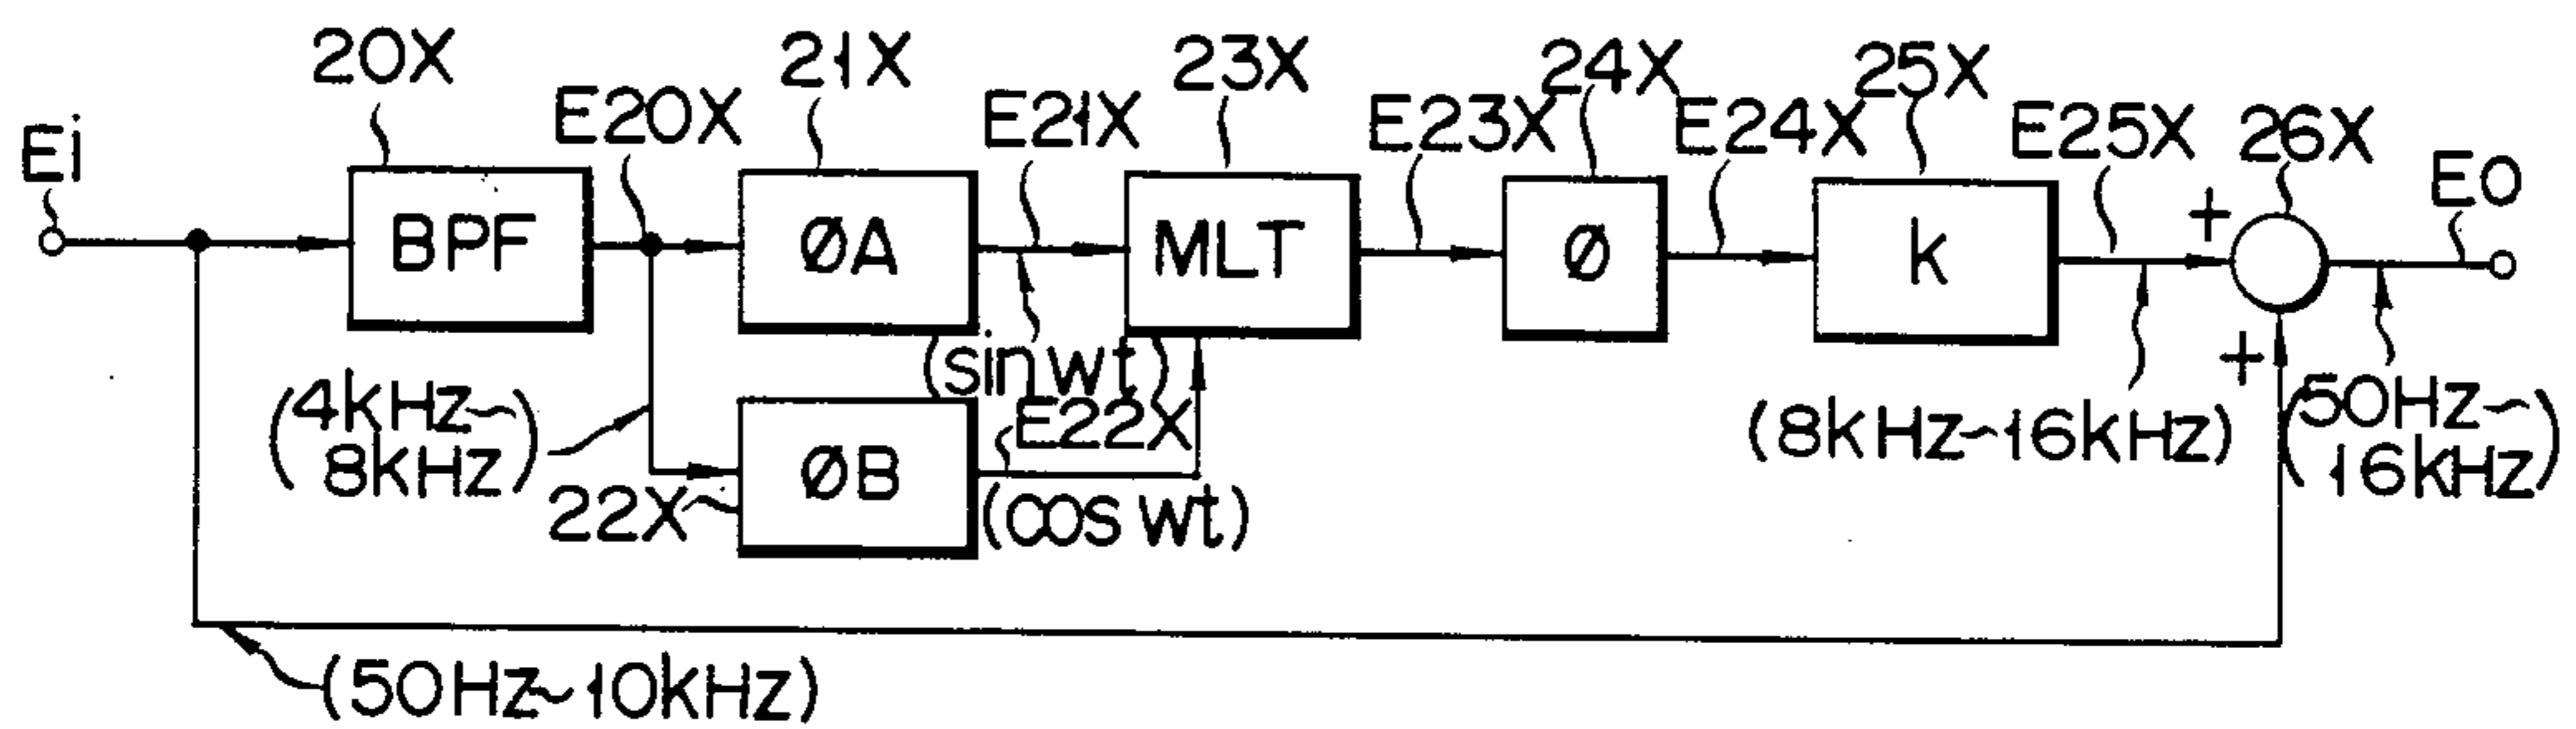 20X
21X
23X
24X
25X
Ei
E20X
E21X
E23X
E24X
E25X
26X
EO
BPF
ØA
MLT
Ø
k
+
+
(sin wt)
(4kHz~
8kHz)
E22X
(8kHz~16kHz)
(50Hz~
16kHz)
22X
ØB
(cos wt)
(50Hz~10kHz)